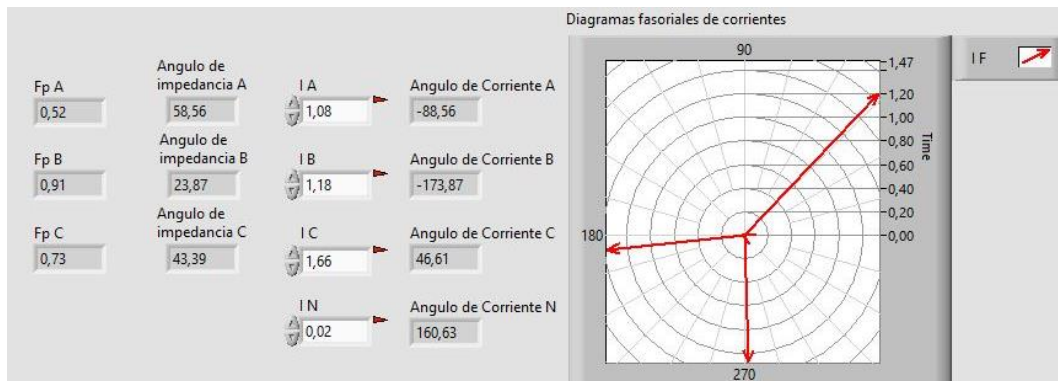 Diagramas fasoriales de corrientes
Fp A
0,52
Angulo de
impedancia A
58,56
I A
1,08
Angulo de Corriente A
-88,56
Fp B
0,91
Angulo de
impedancia B
23,87
I B
1,18
Angulo de Corriente B
-173,87
Fp C
0,73
Angulo de
impedancia C
43,39
I C
1,66
Angulo de Corriente C
46,61
I N
0,02
Angulo de Corriente N
160,63
90
180
270
1,47
1,20
1,00
0,80
0,60
0,40
0,20
0,00
Time
I F